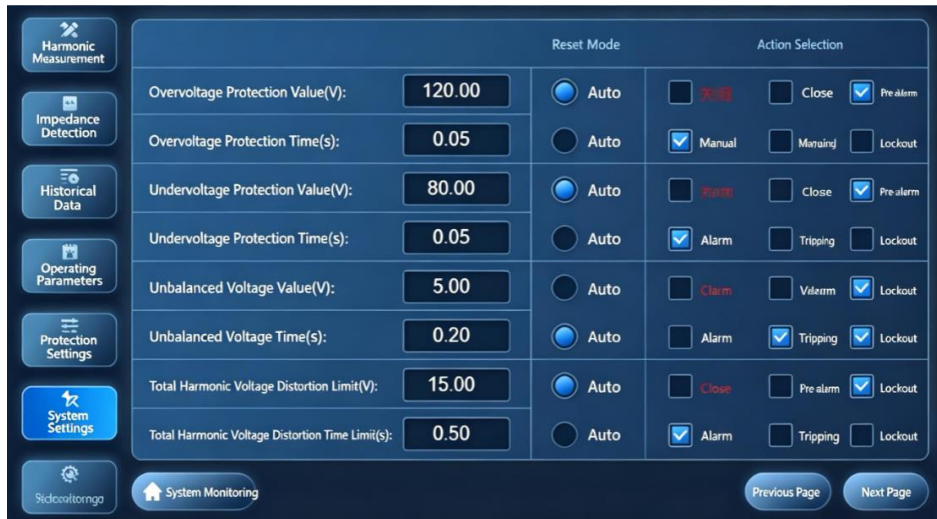 Harmonic
Measurement
Impedance
Detection
Historical
Data
Operating
Parameters
Protection
Settings
System
Settings
Reset Mode Action Selection
Overvoltage Protection Value(V): 120.00 Auto Close Pre alarm
Overvoltage Protection Time(s): 0.05 Auto Manual Lockout
Undervoltage Protection Value(V): 80.00 Auto Close Pre-alerm
Undervoltage Protection Time(s): 0.05 Auto Alarm Tripping Lockout
Unbalanced Voltage Value(V): 5.00 Auto Clarm Lockout
Unbalanced Voltage Time(s): 0.20 Auto Alarm Tripping Lockout
Total Harmonic Voltage Distortion Limit(V): 15.00 Auto Close Pre alarm Lockout
Total Harmonic Voltage Distortion Time Limit(s): 0.50 Auto Alarm Tripping Lockout
System Monitoring Previous Page Next Page